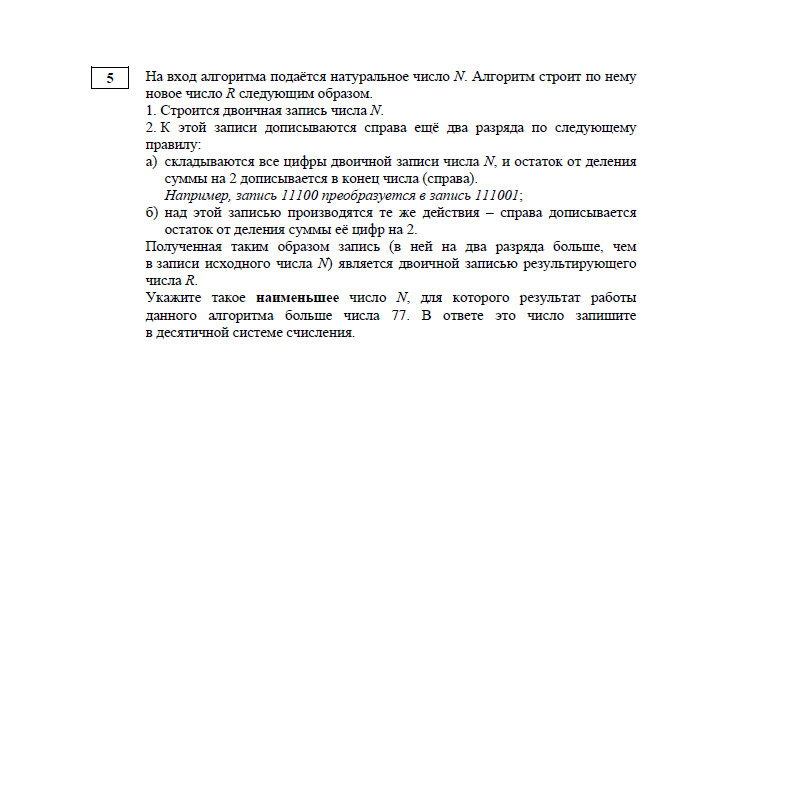 5
На вход алгоритма подаётся натуральное число N. Алгоритм строит по нему
новое число R следующим образом.
1. Строится двоичная запись числа N.
2. К этой записи дописываются справа ещё два разряда по следующему
правилу:
а) складываются все цифры двоичной записи числа N, и остаток от деления
суммы на 2 дописывается в конец числа (справа).
Например, запись 11100 преобразуется в запись 111001;
б) над этой записью производятся те же действия – справа дописывается
остаток от деления суммы её цифр на 2.
Полученная таким образом запись (в ней на два разряда больше, чем
в записи исходного числа N) является двоичной записью результирующего
числа R.
Укажите такое наименьшее число N, для которого результат работы
данного алгоритма больше числа 77. В ответе это число запишите
в десятичной системе счисления.